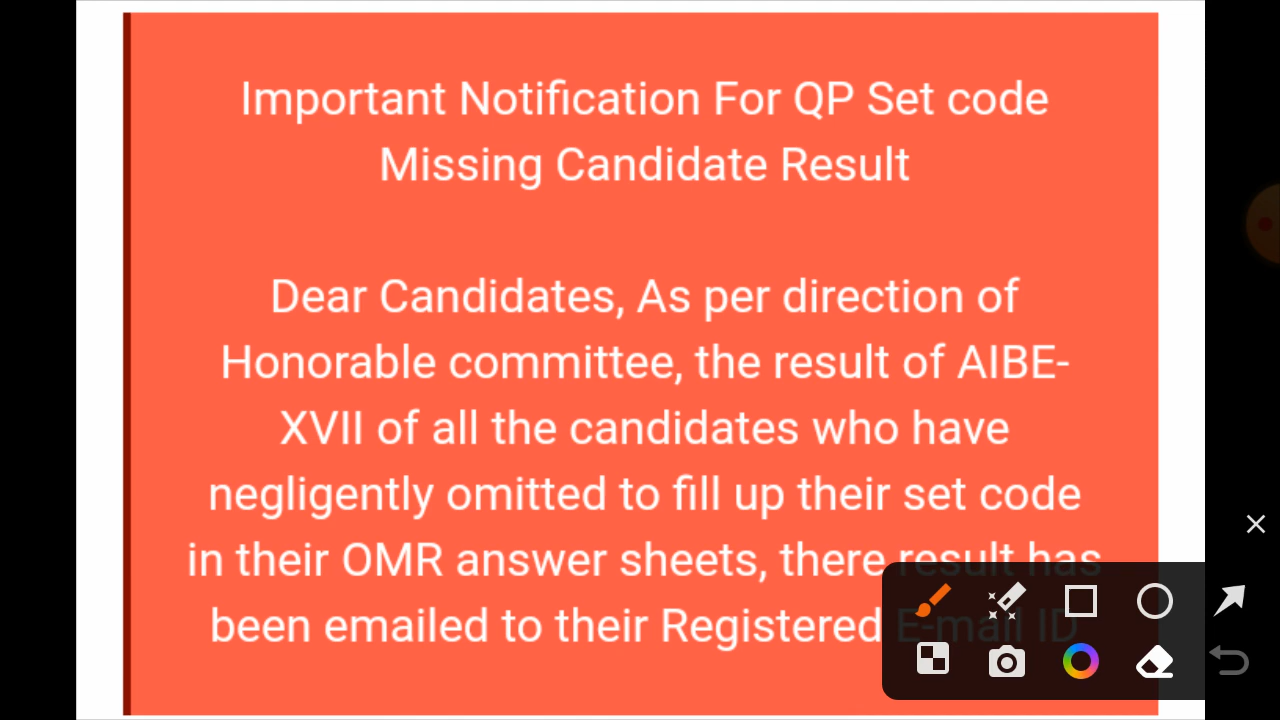 Important Notification For QP Set code
Missing Candidate Result
Dear Candidates, As per direction of
Honorable committee, the result of AIBE-
XVII of all the candidates who have
negligently omitted to fill up their set code
in their OMR answer sheets, there result has
been emailed to their Registered E-mail ID